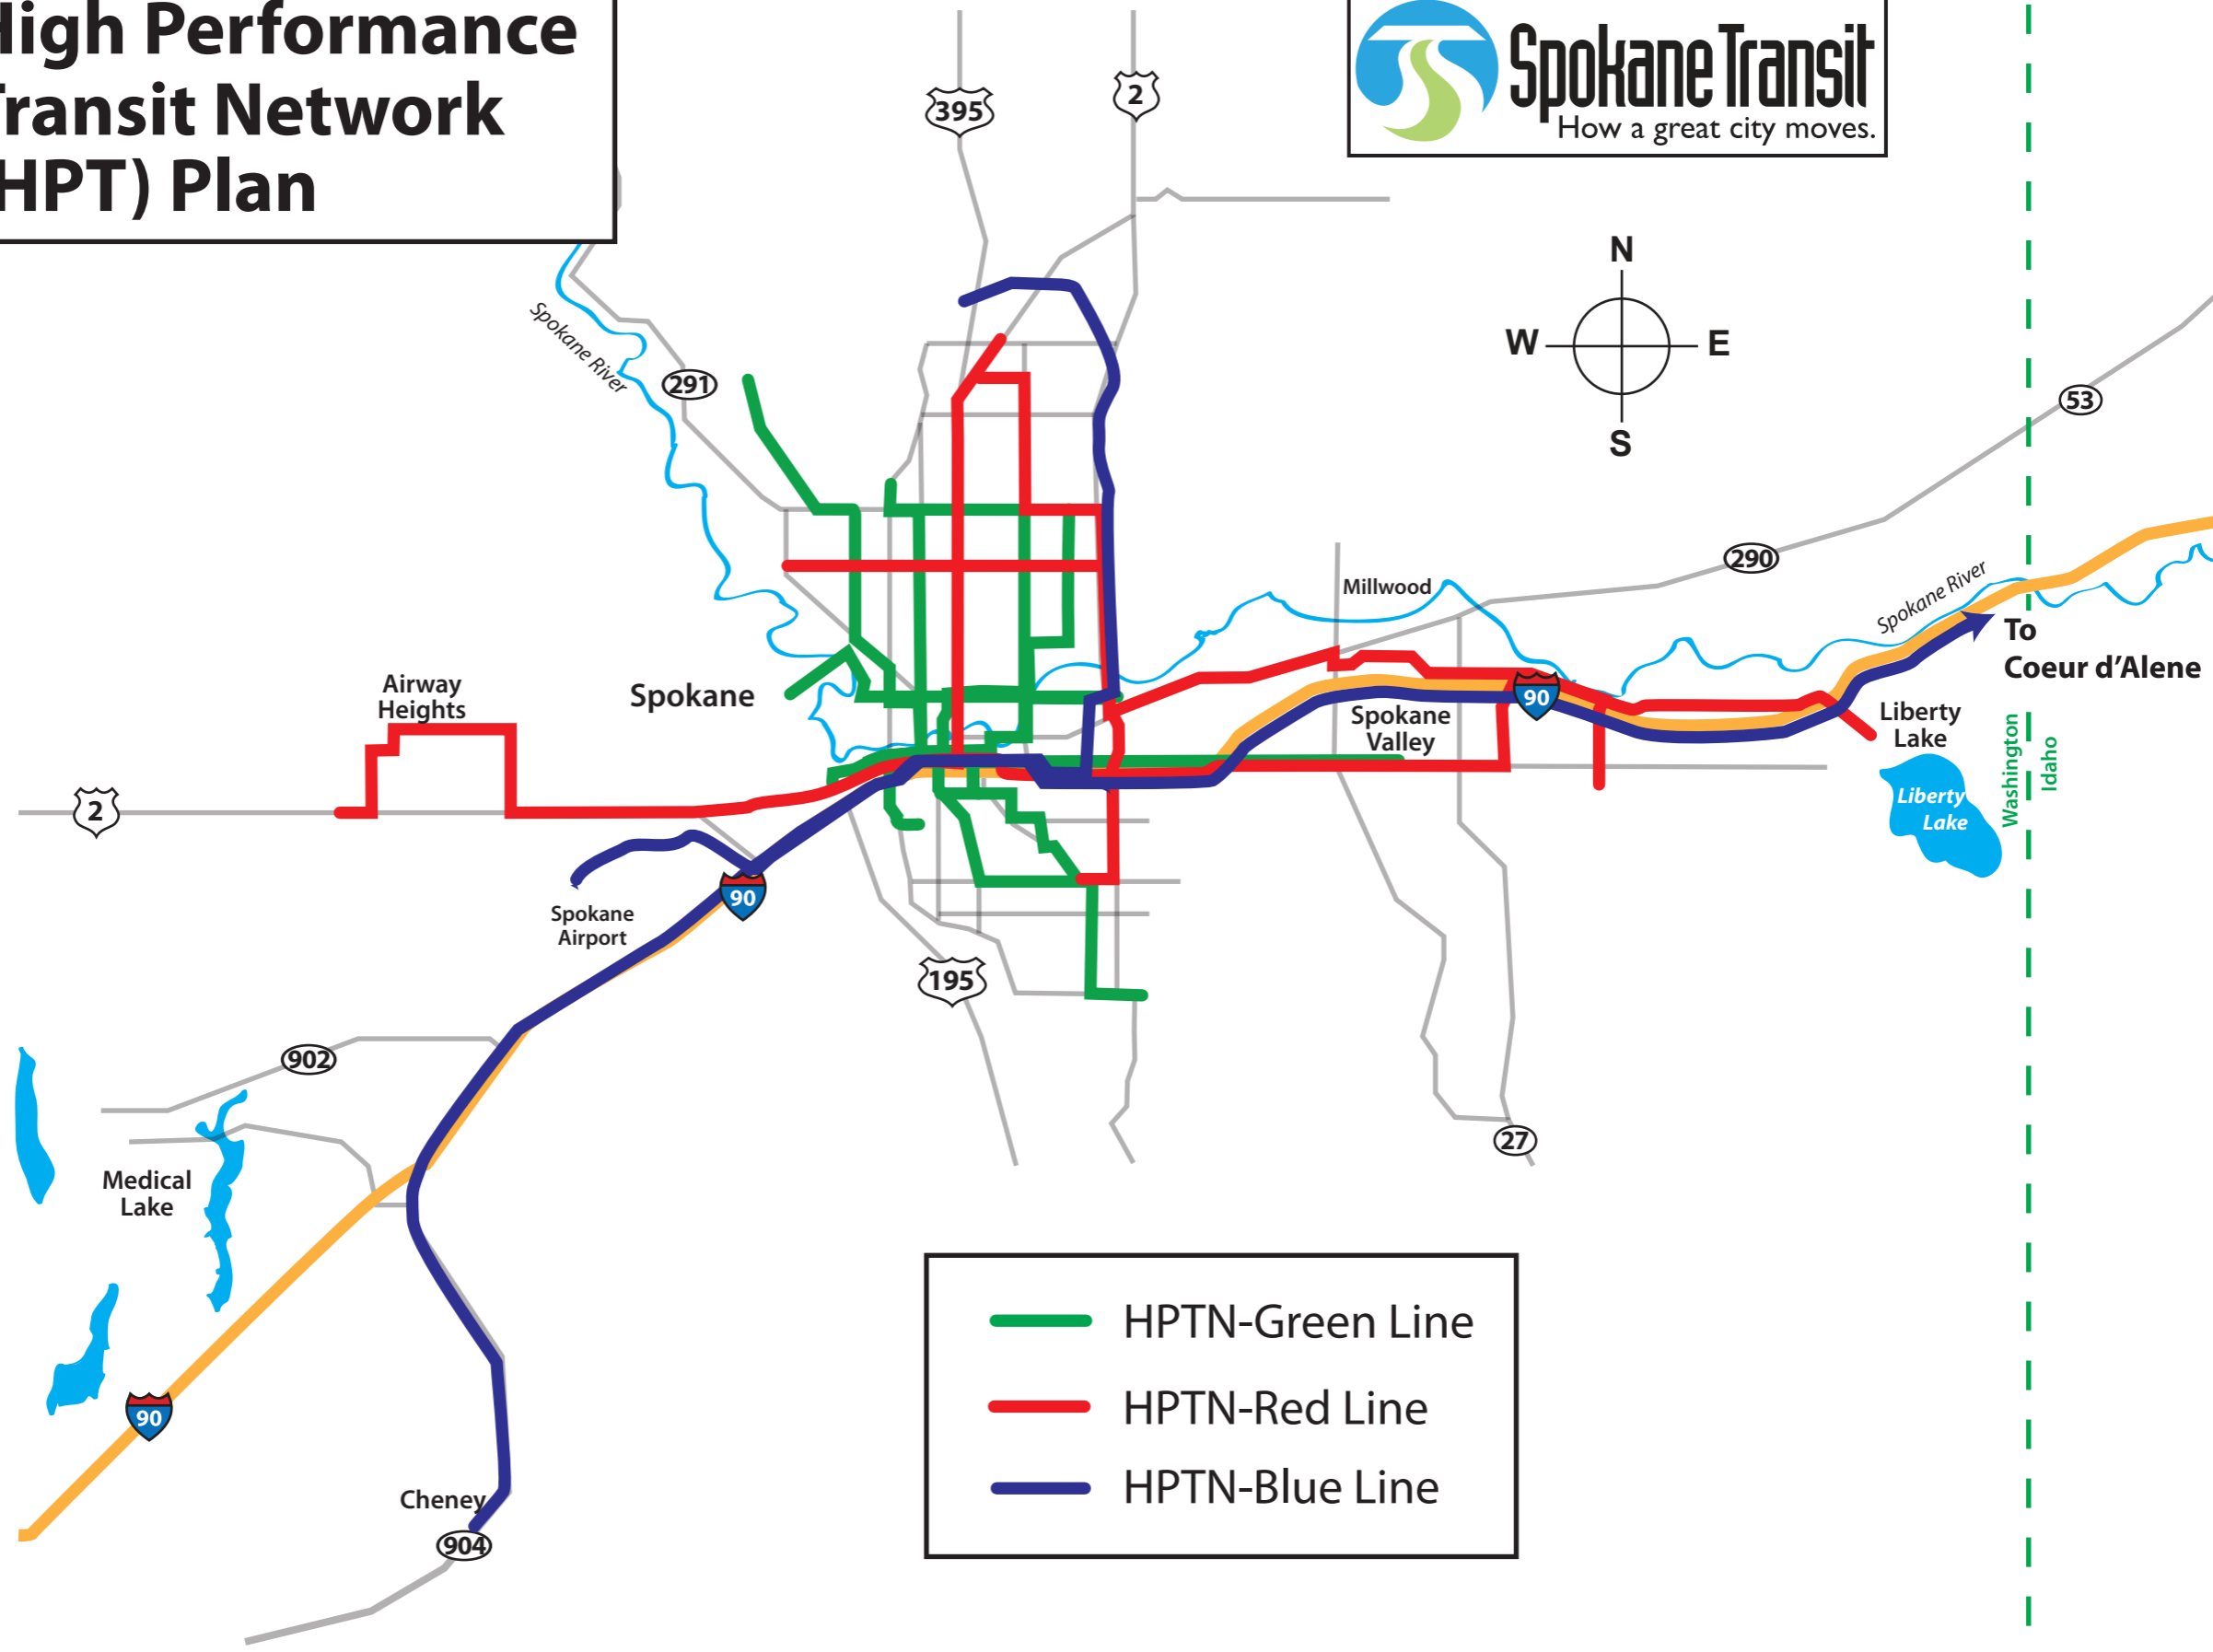 High Performance
Transit Network
HPT) Plan
Spokane Transit
How a great city moves.
395
2
N
W
E
S
Spokane River
291
53
290
Millwood
Spokane River
To
Coeur d'Alene
Airway
Heights
Spokane
90
Spokane
Valley
Liberty
Lake
Washington
Idaho
Liberty
Lake
2
90
Spokane
Airport
195
902
27
Medical
Lake
90
Cheney
904
HPTN-Green Line
HPTN-Red Line
HPTN-Blue Line